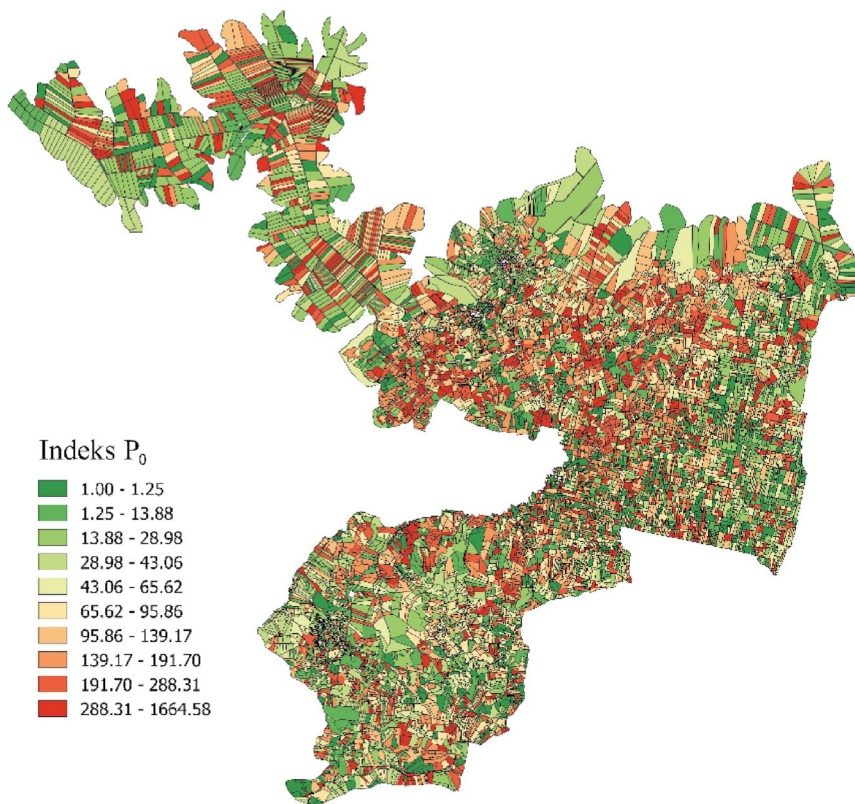 Indeks P₀
1.00 - 1.25
1.25 - 13.88
13.88 - 28.98
28.98 - 43.06
43.06 - 65.62
65.62 - 95.86
95.86 - 139.17
139.17 - 191.70
191.70 - 288.31
288.31 - 1664.58